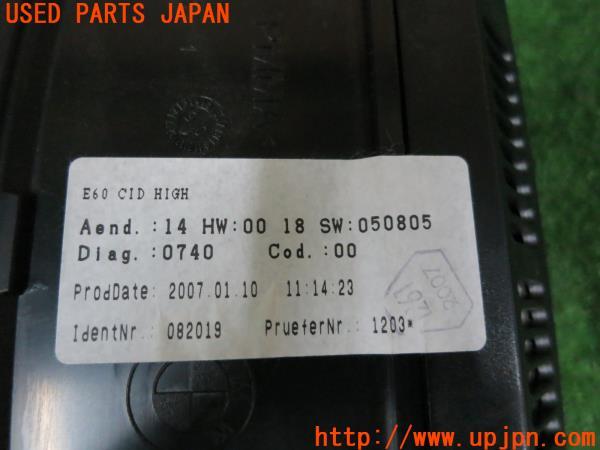 USED PARTS JAPAN
1
E60 CID HIGH
Aend.:14 HW:00 18 SW:050805
Diag.:0740 Cod.:00
ProdDate: 2007.01.10 11:14:23
2007
IdentNr.: 082019 PrueferNr.: 1203*
http://www.upjpn.com/